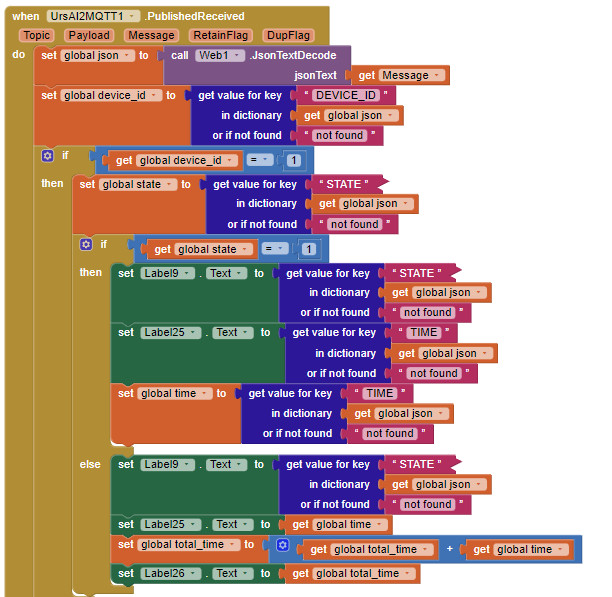 when UrsAI2MQTT1 .PublishedReceived
Topic Payload Message RetainFlag DupFlag
do set global json to call Web1 .JsonTextDecode
jsonText get Message
set global device_id to get value for key " DEVICE_ID "
in dictionary get global json
or if not found " not found "
if get global device_id = 1
then set global state to get value for key " STATE "
in dictionary get global json
or if not found " not found "
if get global state = 1
then set Label9 . Text to get value for key " STATE "
in dictionary get global json
or if not found " not found "
set Label25 . Text to get value for key " TIME "
in dictionary get global json
or if not found " not found "
set global time to get value for key " TIME "
in dictionary get global json
or if not found " not found "
else set Label9 . Text to get value for key " STATE "
in dictionary get global json
or if not found " not found "
set Label25 . Text to get global time
set global total_time to get global total_time + get global time
set Label26 . Text to get global total_time